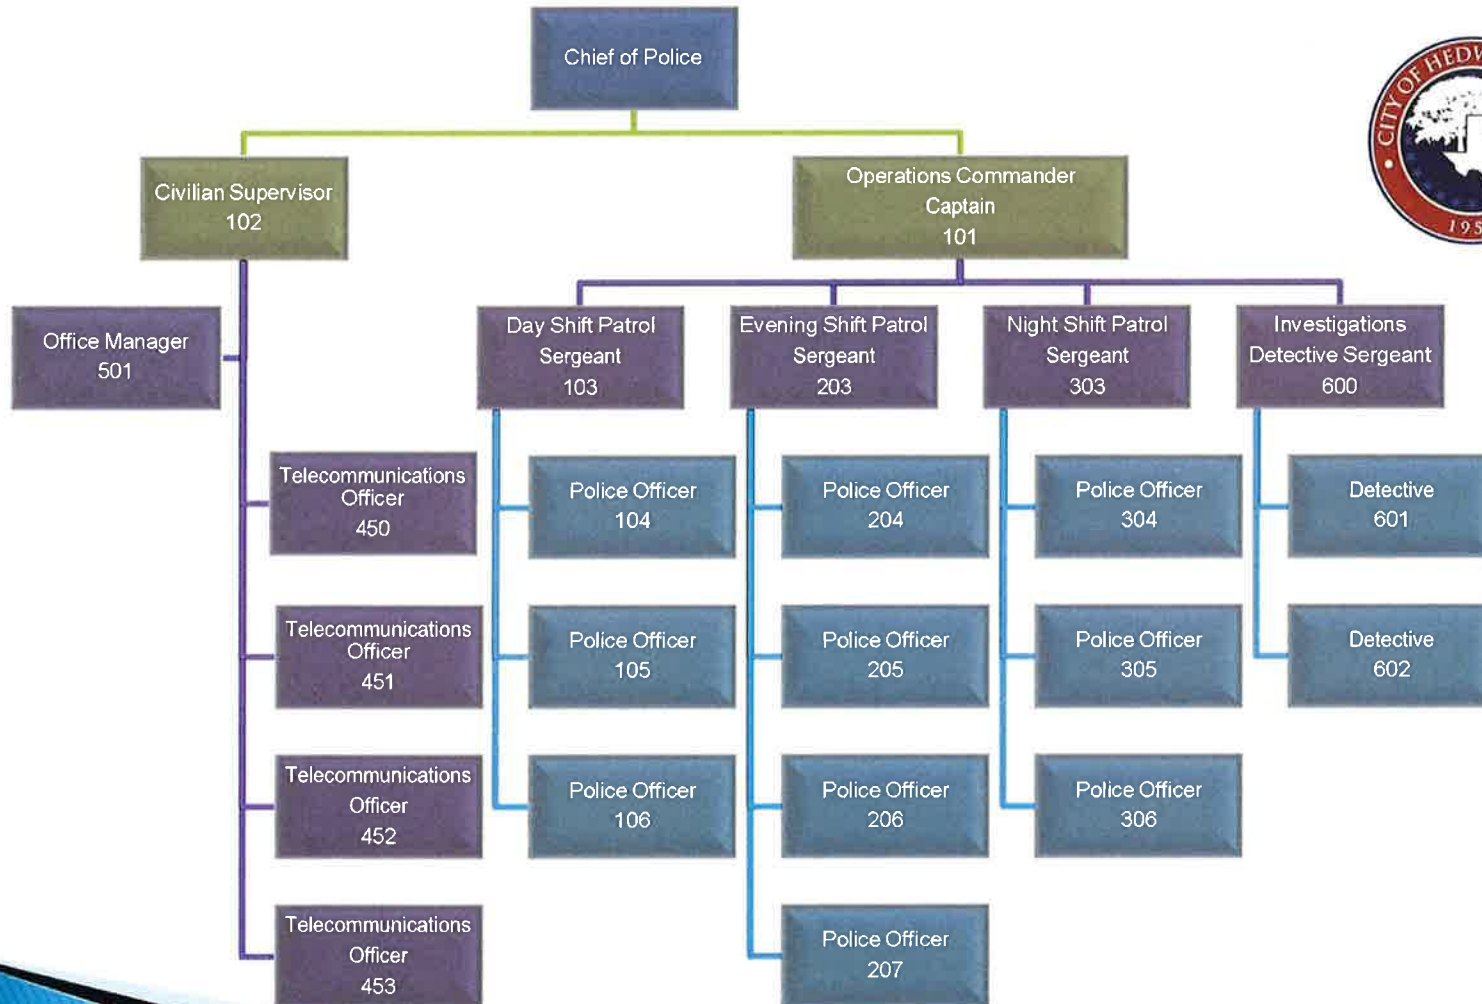 Chief of Police
CITY OF
Civilian Supervisor
102
Operations Commander
Captain
101
Office Manager
501
Day Shift Patrol
Sergeant
103
Evening Shift Patrol
Sergeant
203
Night Shift Patrol
Sergeant
303
Investigations
Detective Sergeant
600
Telecommunications
Officer
450
Police Officer
104
Police Officer
204
Police Officer
304
Detective
601
Telecommunications
Officer
451
Police Officer
105
Police Officer
205
Police Officer
305
Detective
602
Telecommunications
Officer
452
Police Officer
106
Police Officer
206
Police Officer
306
Telecommunications
Officer
453
Police Officer
207